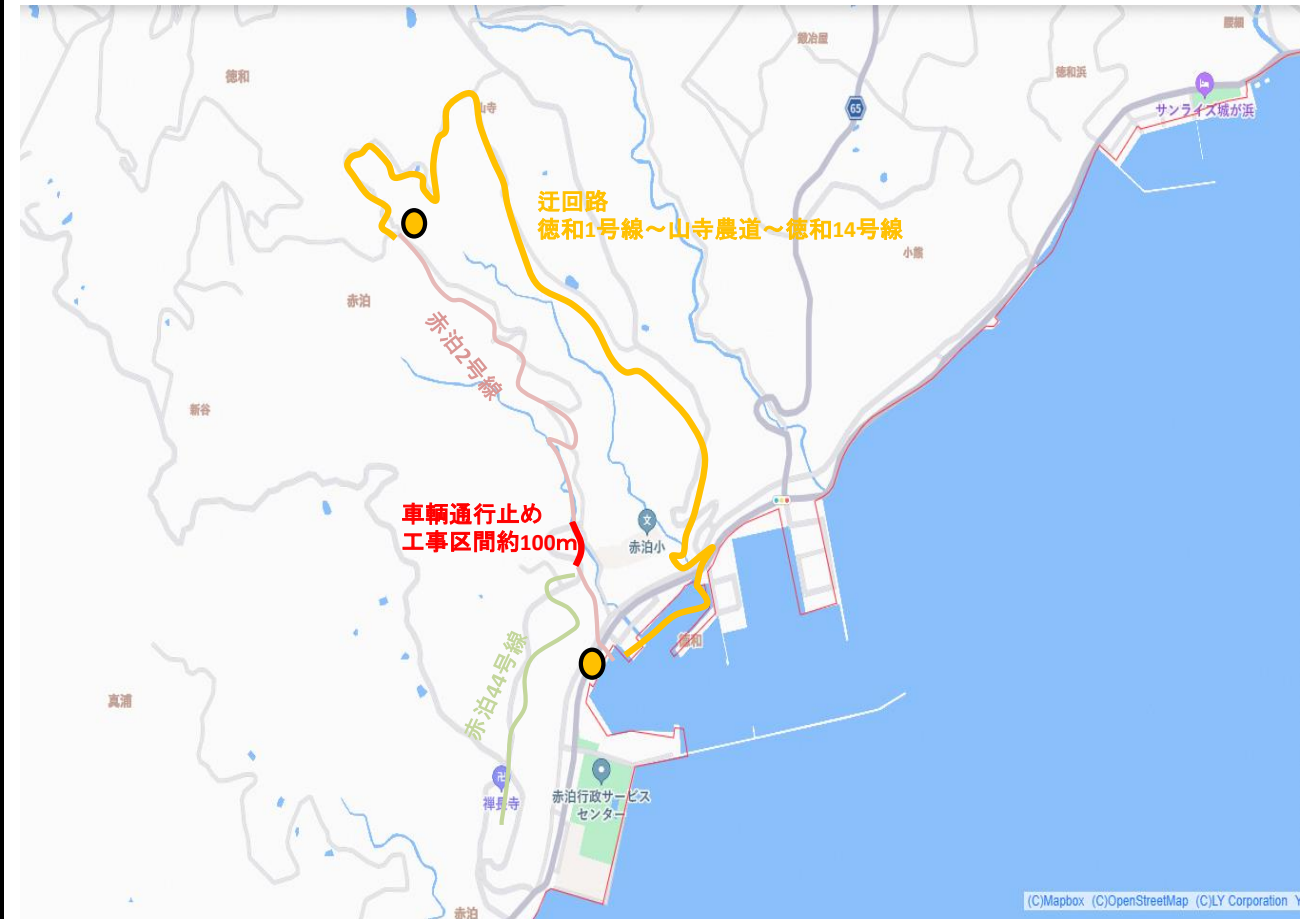 腰細
鍛冶屋
徳和
徳和浜
サンライズ城が浜
65
山寺
迂回路
徳和1号線～山寺農道～徳和14号線
小熊
赤泊
赤泊2号線
新谷
車輌通行止め
工事区間約100m
文
赤泊小
徳和
赤泊44号線
真浦
卍
禅長寺
赤泊行政サービス
センター
赤泊
(C)Mapbox (C)OpenStreetMap (C)LY Corporation Y